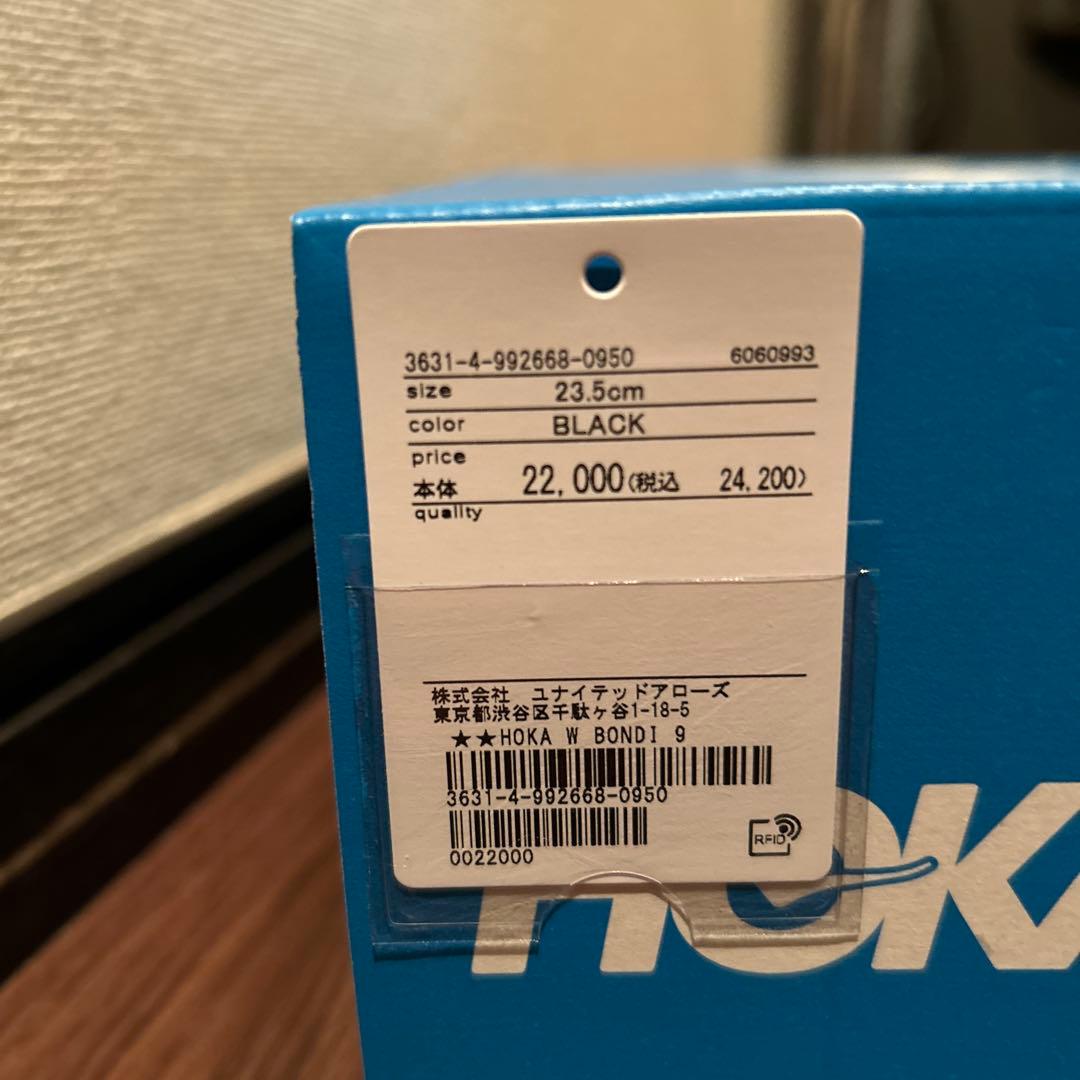 3631-4-992668-0950 6060993
size 23.5cm
color BLACK
price
本体 22,000(税込 24,200)
quality
株式会社 ユナイテッドアローズ
東京都渋谷区千駄ヶ谷1-18-5
★★HOKA W BONDI 9
3631-4-992668-0950
RFID
0022000
HOKA